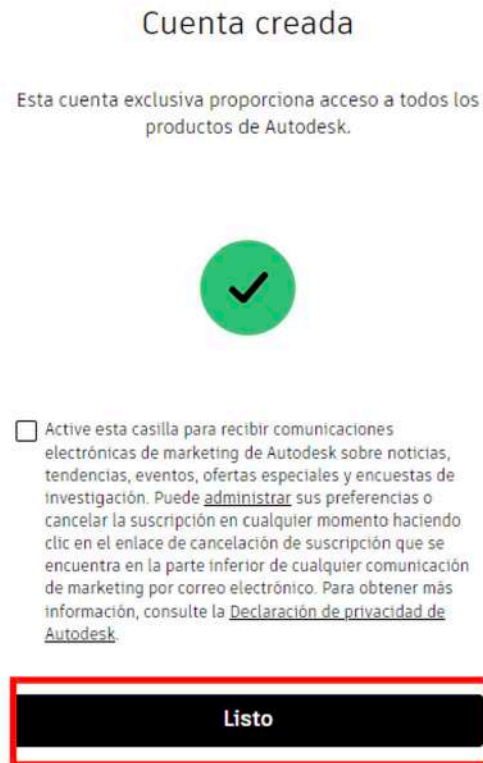 Cuenta creada
Esta cuenta exclusiva proporciona acceso a todos los
productos de Autodesk.
Active esta casilla para recibir comunicaciones
electrónicas de marketing de Autodesk sobre noticias,
tendencias, eventos, ofertas especiales y encuestas de
investigación. Puede administrar sus preferencias o
cancelar la suscripción en cualquier momento haciendo
clic en el enlace de cancelación de suscripción que se
encuentra en la parte inferior de cualquier comunicación
de marketing por correo electrónico. Para obtener más
información, consulte la Declaración de privacidad de
Autodesk.
Listo